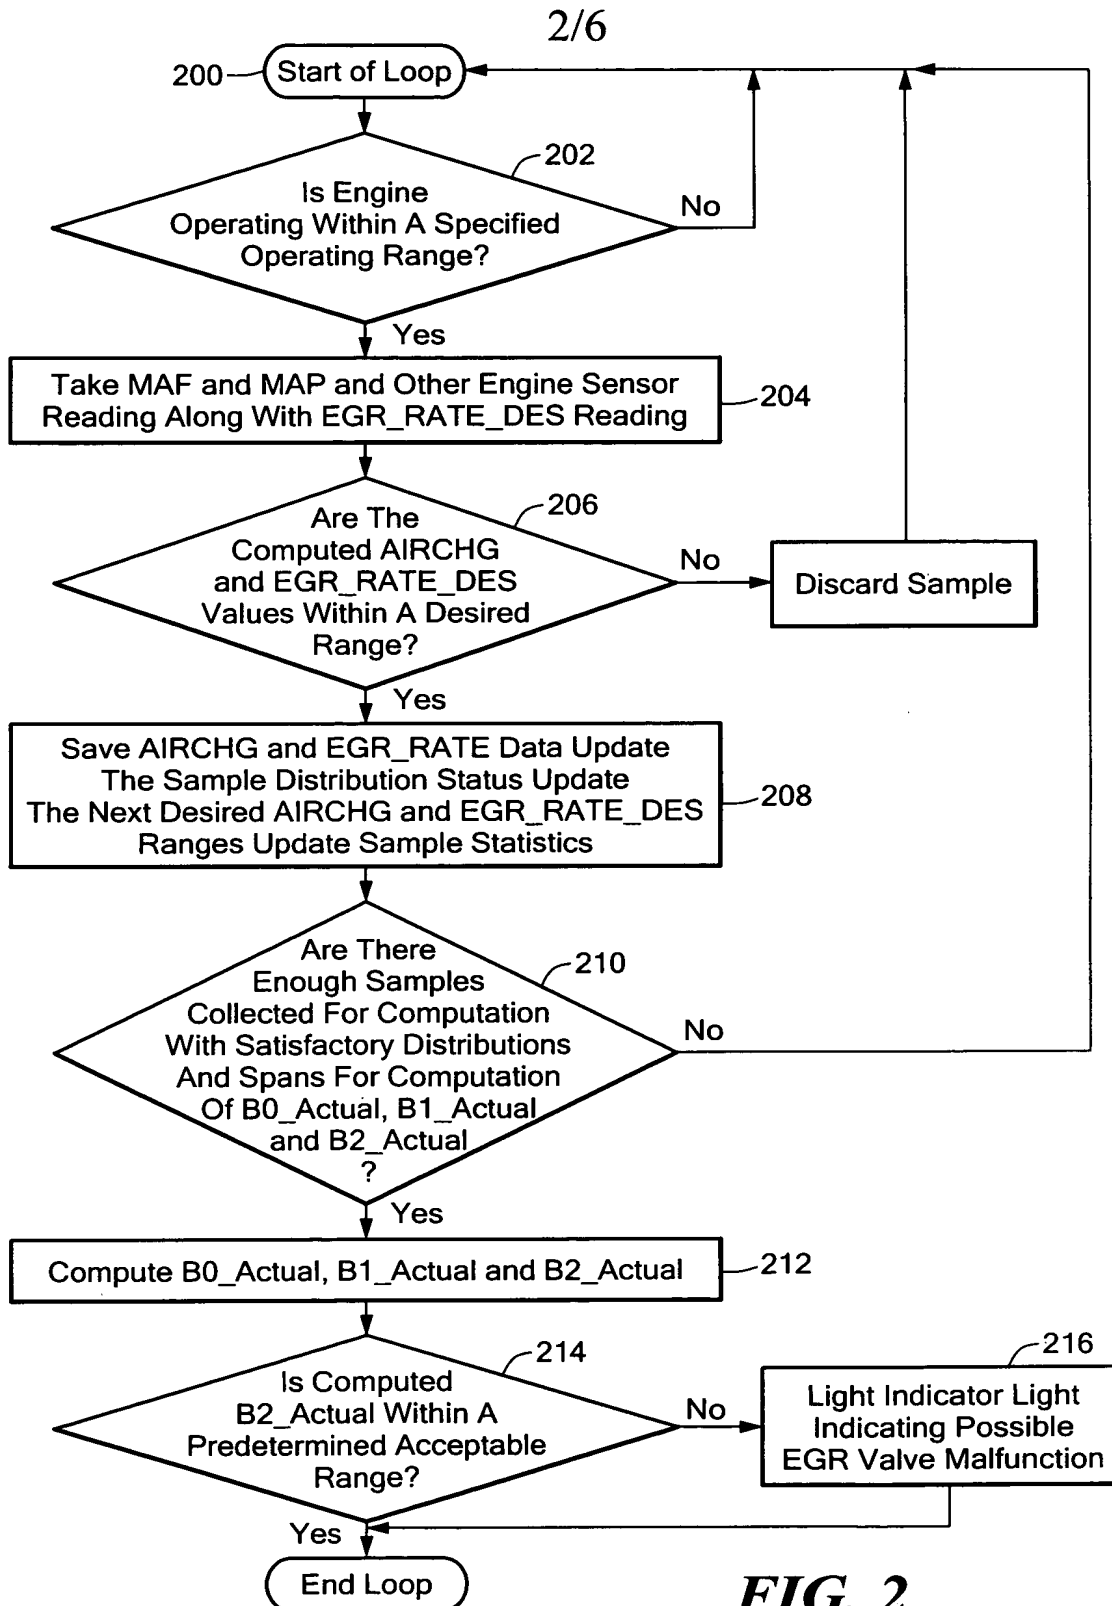 2/6
200
Start of Loop
202
Is Engine
Operating Within A Specified
Operating Range?
No
Yes
Take MAF and MAP and Other Engine Sensor
Reading Along With EGR_RATE_DES Reading
204
206
Are The
Computed AIRCHG
and EGR_RATE_DES
Values Within A Desired
Range?
No
Discard Sample
Yes
Save AIRCHG and EGR_RATE Data Update
The Sample Distribution Status Update
The Next Desired AIRCHG and EGR_RATE_DES
Ranges Update Sample Statistics
208
210
Are There
Enough Samples
Collected For Computation
With Satisfactory Distributions
And Spans For Computation
Of B0_Actual, B1_Actual
and B2_Actual
?
No
Yes
Compute B0_Actual, B1_Actual and B2_Actual
212
214
Is Computed
B2_Actual Within A
Predetermined Acceptable
Range?
No
216
Light Indicator Light
Indicating Possible
EGR Valve Malfunction
Yes
End Loop
FIG. 2